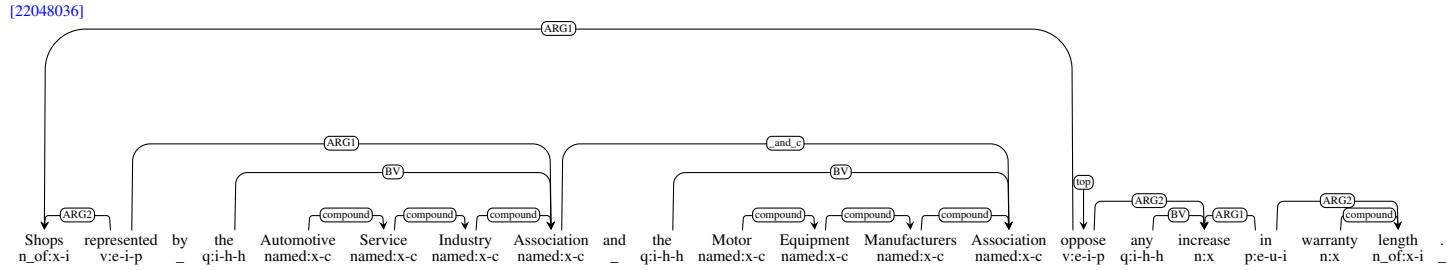 [22048036]
ARG1
ARG1 _and_c
BV BV
top
ARG2 compound compound compound compound compound compound ARG2 BV ARG1 ARG2 compound
Shops represented by the Automotive Service Industry Association and the Motor Equipment Manufacturers Association oppose any increase in warranty length .
n_of:x-i v:e-i-p _ q:i-h-h named:x-c named:x-c named:x-c named:x-c _ q:i-h-h named:x-c named:x-c named:x-c named:x-c v:e-i-p q:i-h-h n:x p:e-u-i n:x n_of:x-i _